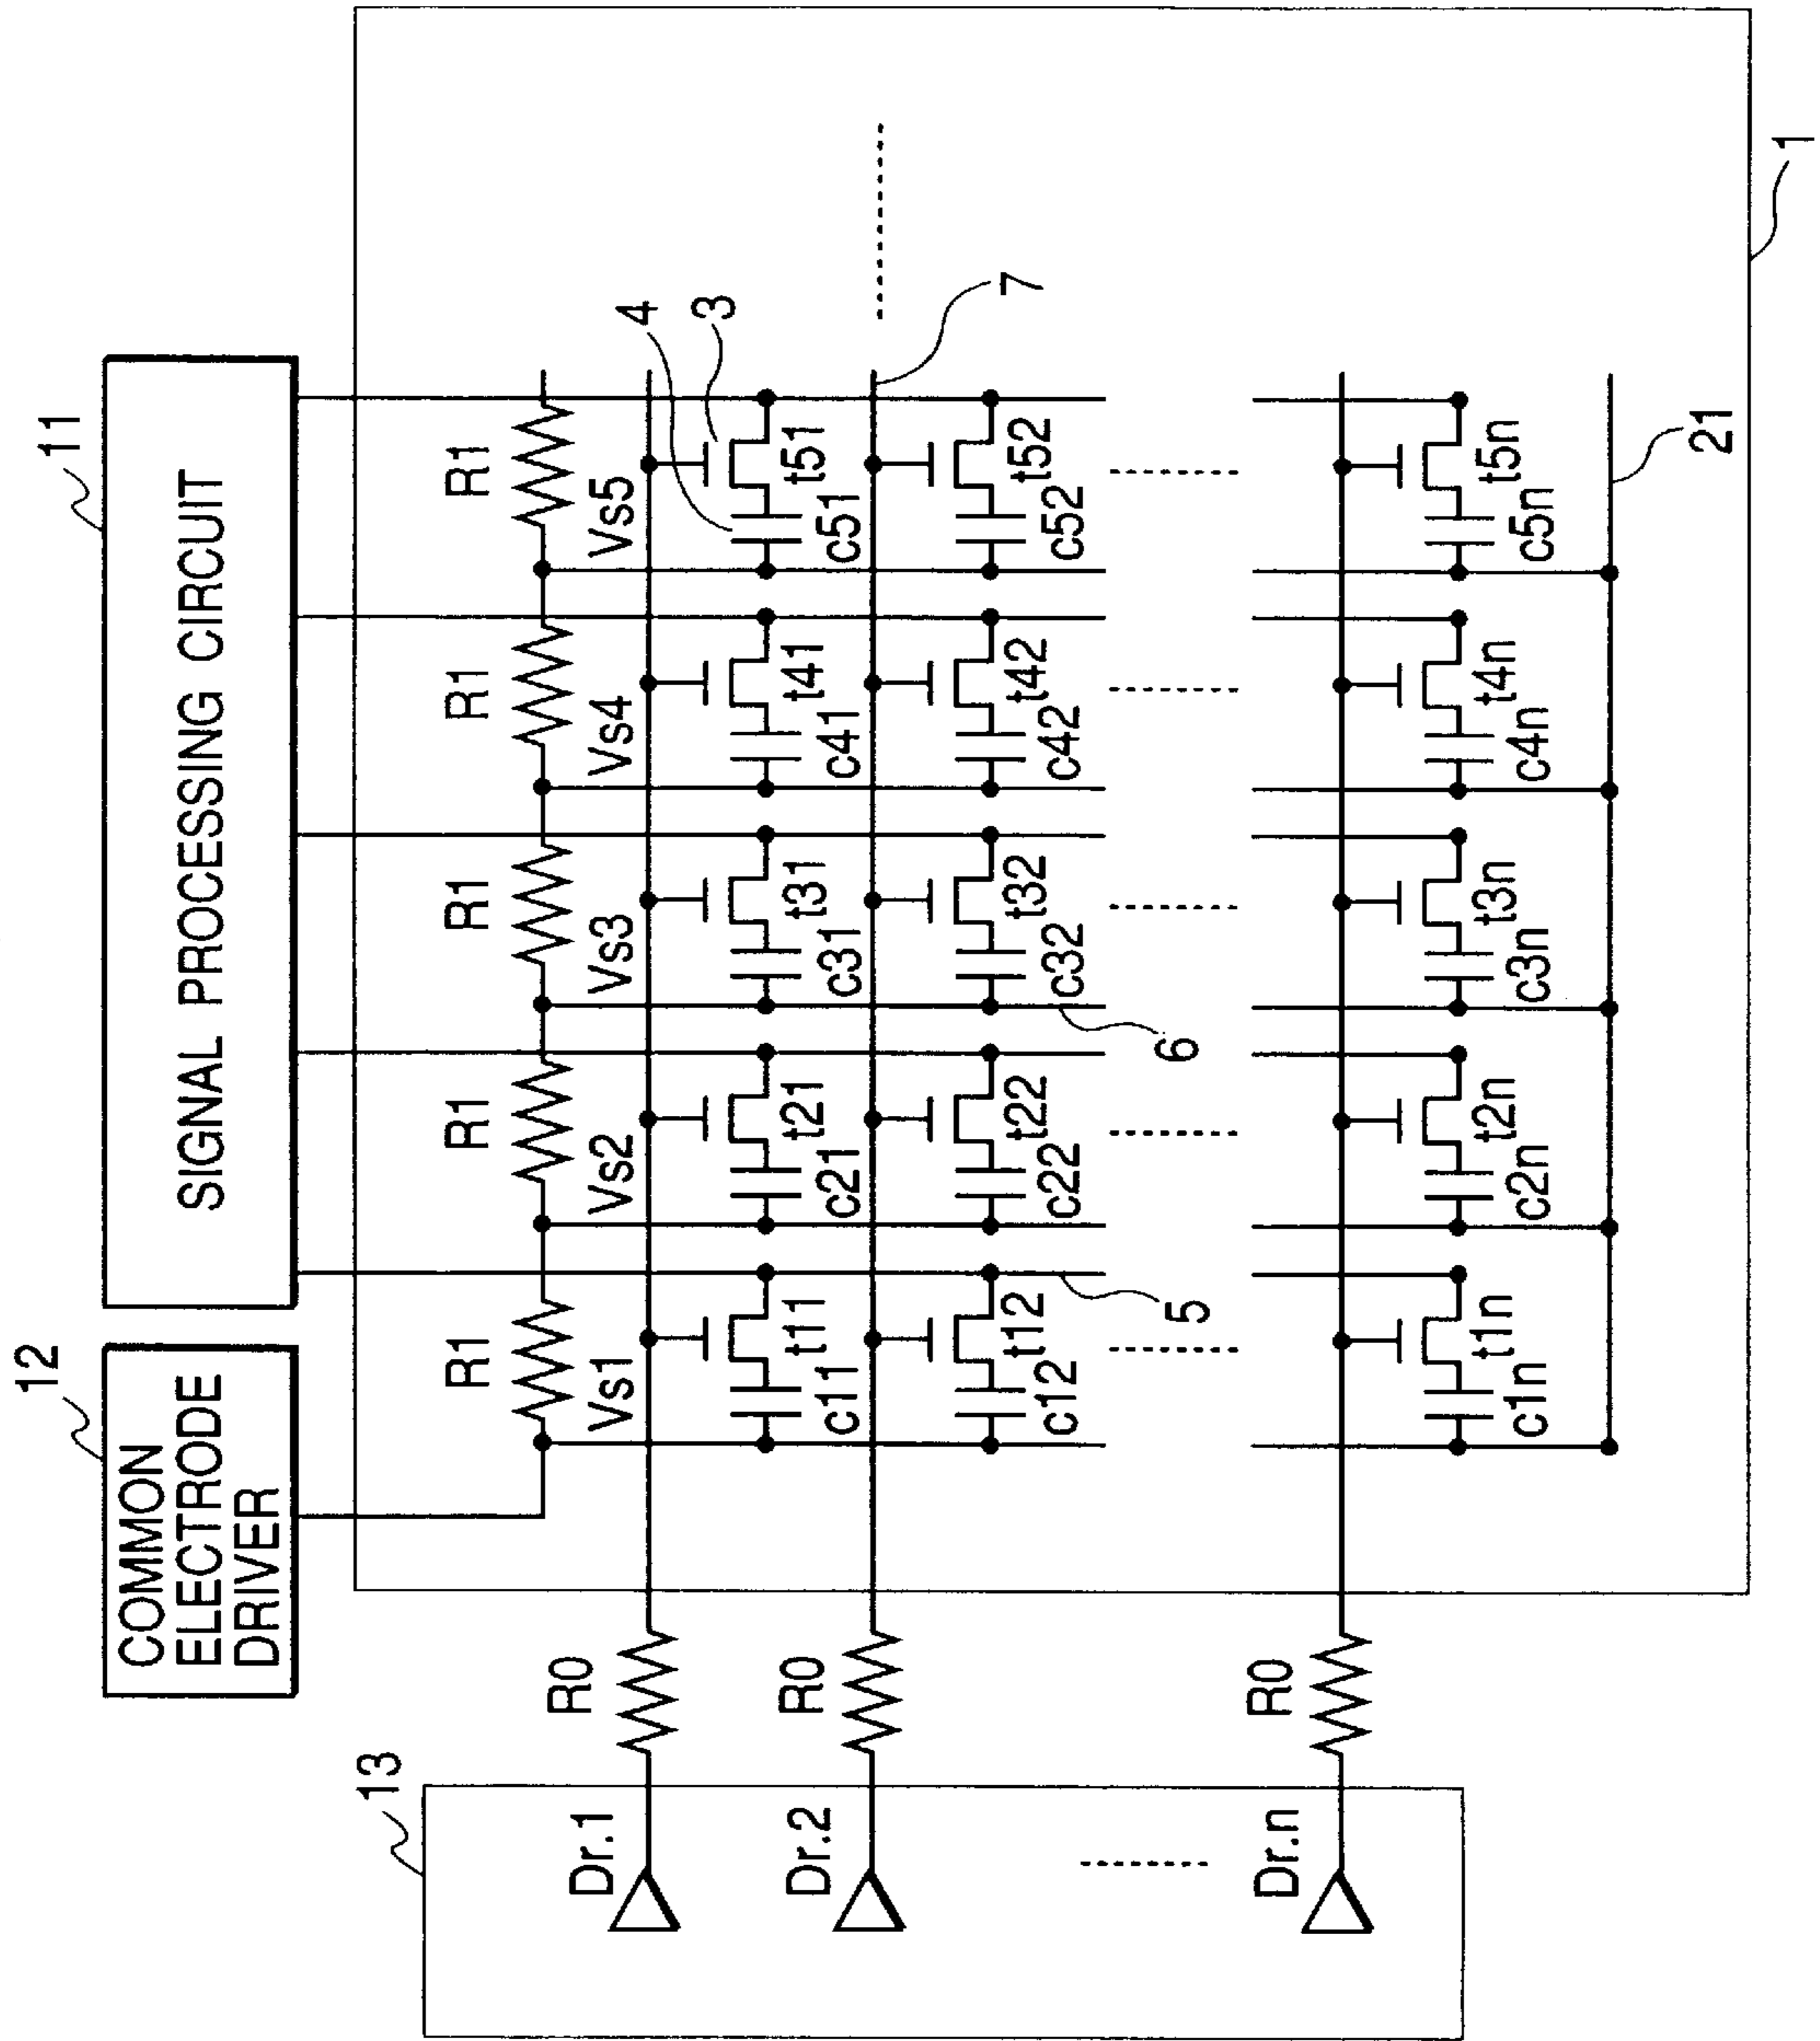 11
SIGNAL PROCESSING CIRCUIT
12
COMMON
ELECTRODE
DRIVER
R1 R1 R1 R1 R1
Vs1 Vs2 Vs3 Vs4 Vs5
4
3
t11 t21 t31 t41 t51
c11 c21 c31 c41 c51
7
t12 t22 t32 t42 t52
c12 c22 c32 c42 c52
5
6
t1n t2n t3n t4n t5n
c1n c2n c3n c4n c5n
21
1
R0
R0
R0
13
Dr.1
Dr.2
Dr.n